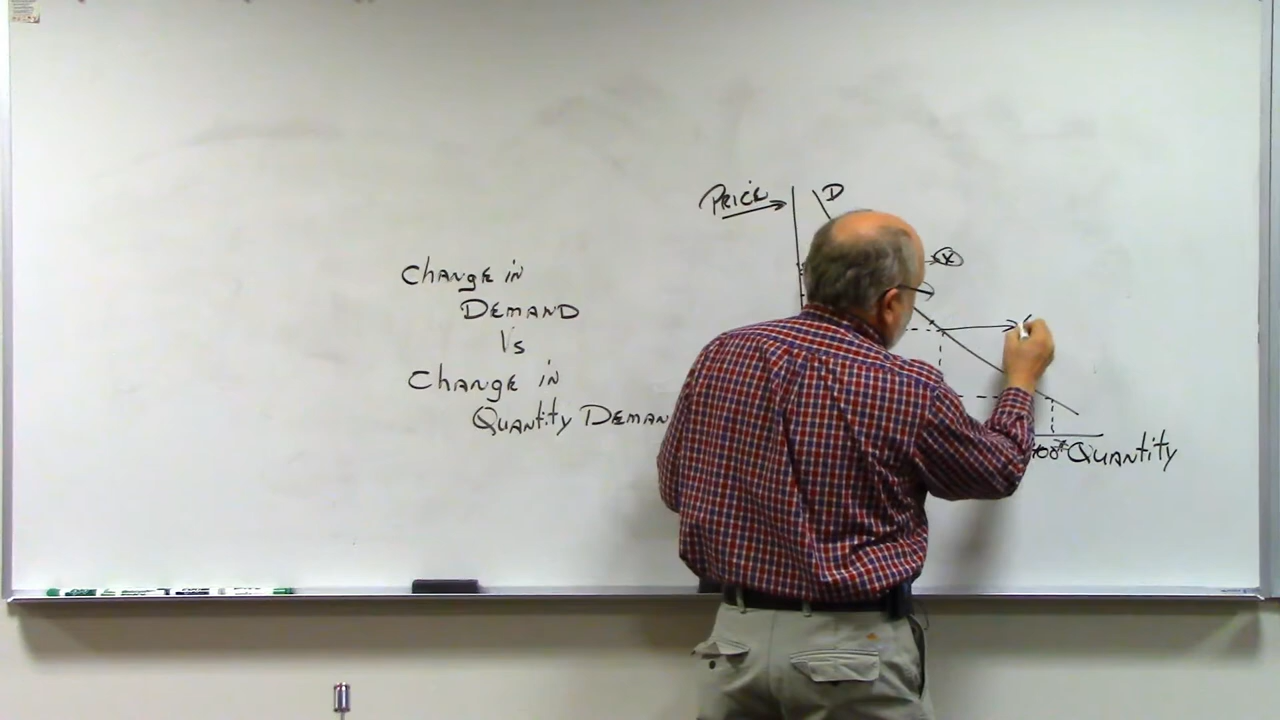 Change in
Demand
Vs
Change in
Quantity Deman
Price
D
Quantity